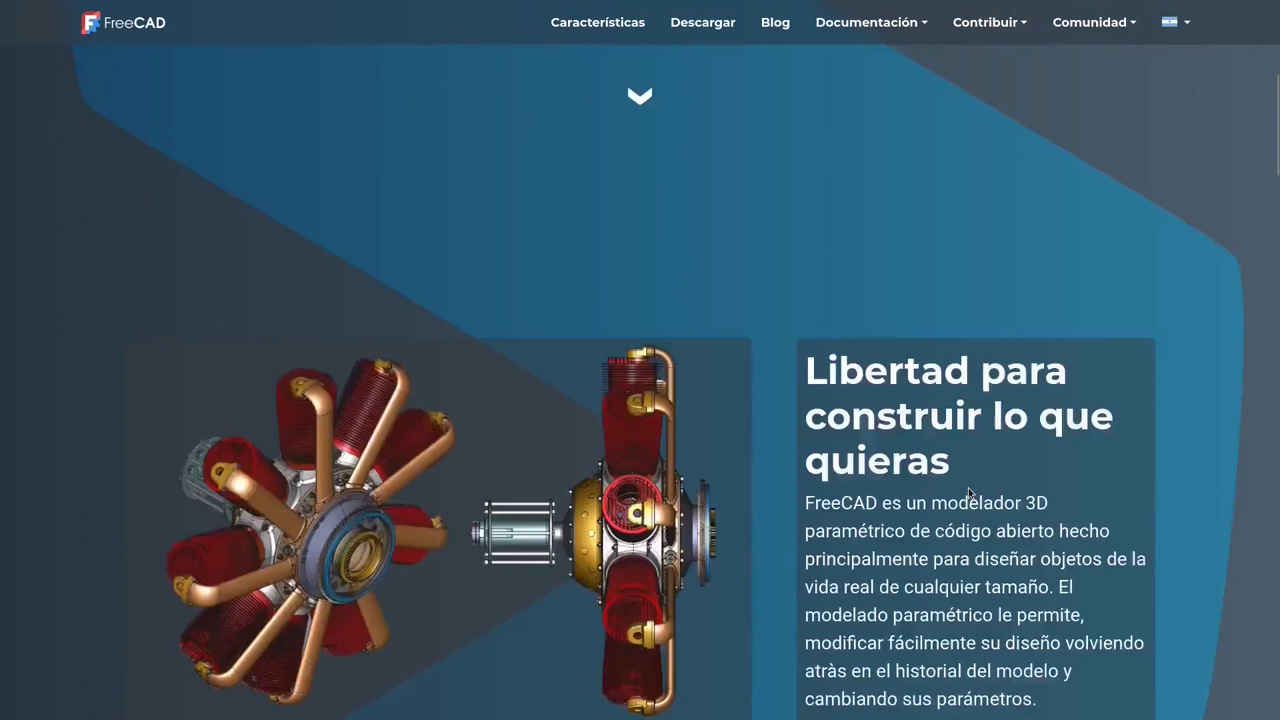 FreeCAD
Características
Descargar
Blog
Documentación
Contribuir
Comunidad
Libertad para
construir lo que
quieras
FreeCAD es un modelador 3D
paramétrico de código abierto hecho
principalmente para diseñar objetos de la
vida real de cualquier tamaño. El
modelado paramétrico le permite,
modificar fácilmente su diseño volviendo
atràs en el historial del modelo y
cambiando sus parámetros.